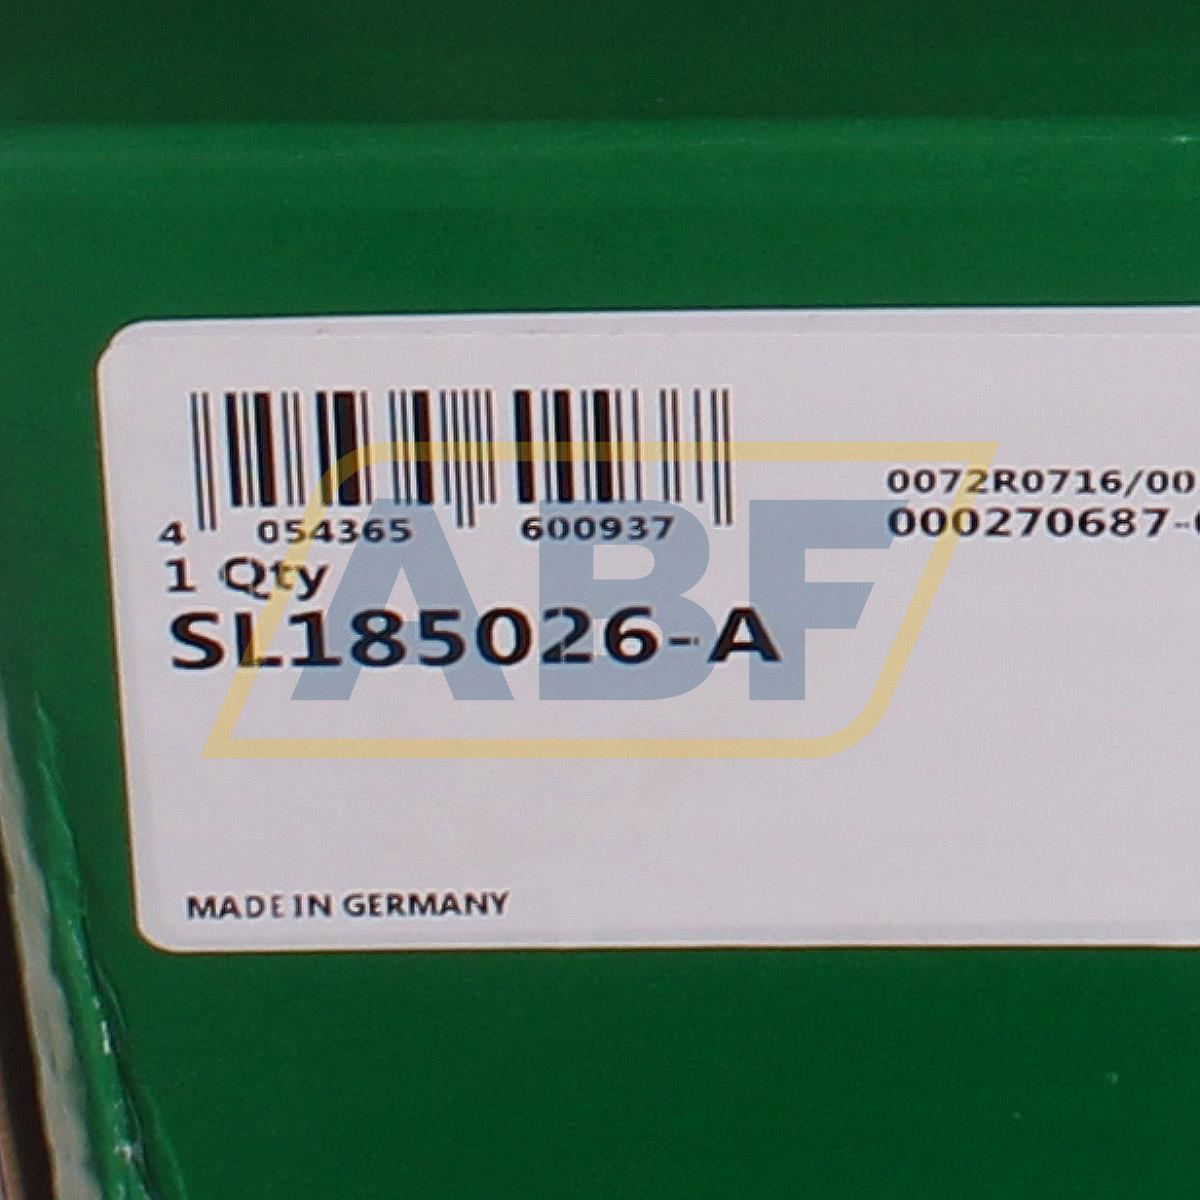 4 054365 600937
0072R0716/00
000270687-
1 Qty
SL185026-A
ABF
MADE IN GERMANY